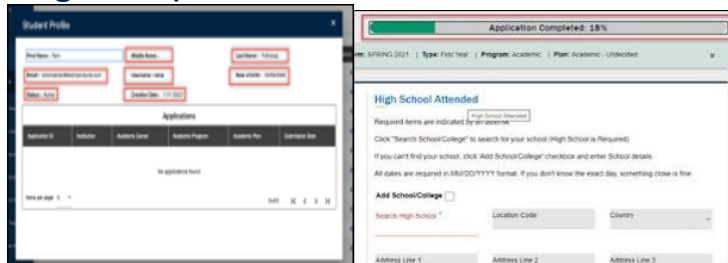 Student Profile
First Name:
Middle Name:
Last Name:
Email:
Username:
Date of Birth:
Status: Active
Creation Date:
Applications
Application ID Institution Academic Career Academic Program Academic Plan Submission Date
No applications found
Items per page
Application Completed: 18%
SPRING 2021 | Type: First Year | Program: Academic | Plan: Academic - Undecided
High School Attended
High School Attended
Required items are indicated by an asterisk
Click "Search School/College" to search for your school (High School is Required).
If you can't find your school, click 'Add School/College' checkbox and enter School details.
All dates are required in MM/DD/YYYY format. If you don't know the exact day, something close is fine.
Add School/College
Search High School *
Location Code
Country
Address Line 1
Address Line 2
Address Line 3